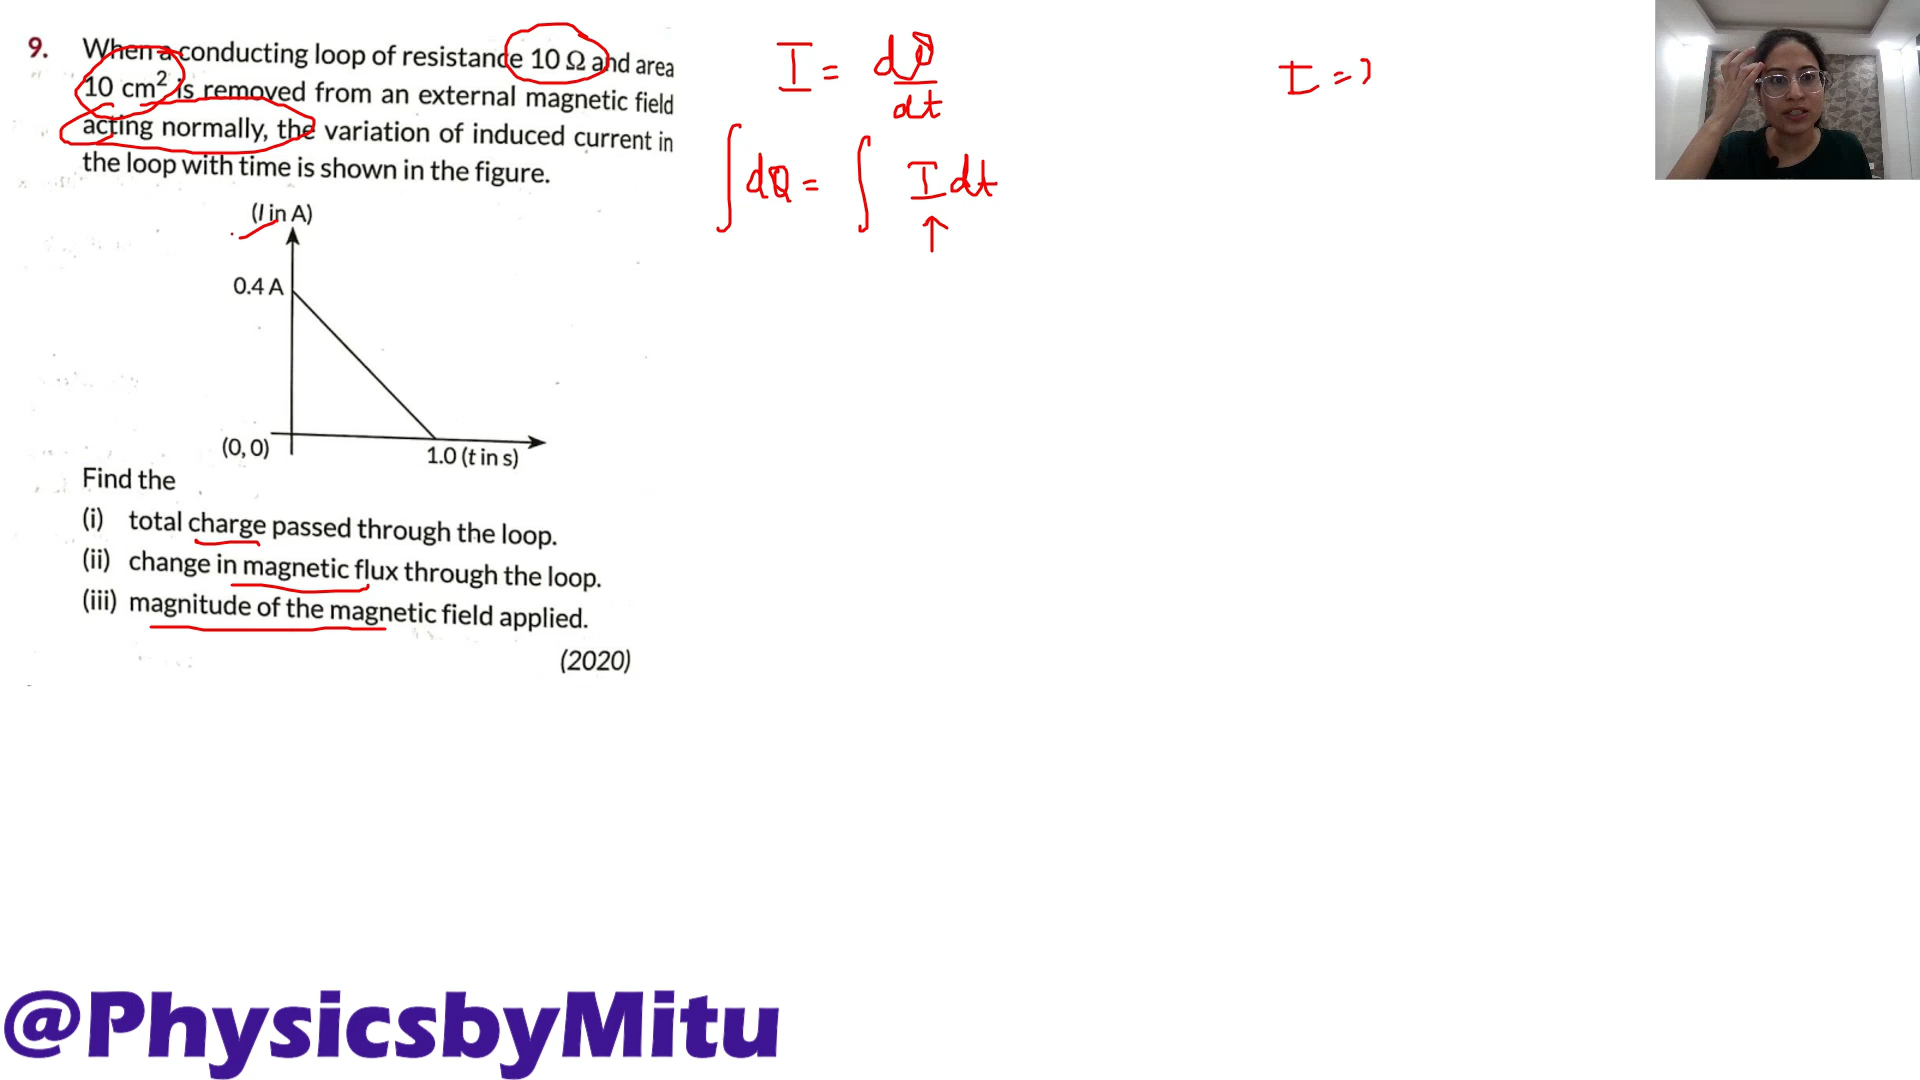 9. When a conducting loop of resistance 10 Ω and area
10 cm² is removed from an external magnetic field
acting normally, the variation of induced current in
the loop with time is shown in the figure.
(I in A)
0.4 A
(0, 0)
1.0 (t in s)
Find the
(i) total charge passed through the loop.
(ii) change in magnetic flux through the loop.
(iii) magnitude of the magnetic field applied.
(2020)
I = dQ/dt
∫dQ = ∫ I dt
I = ?
@PhysicsbyMitu